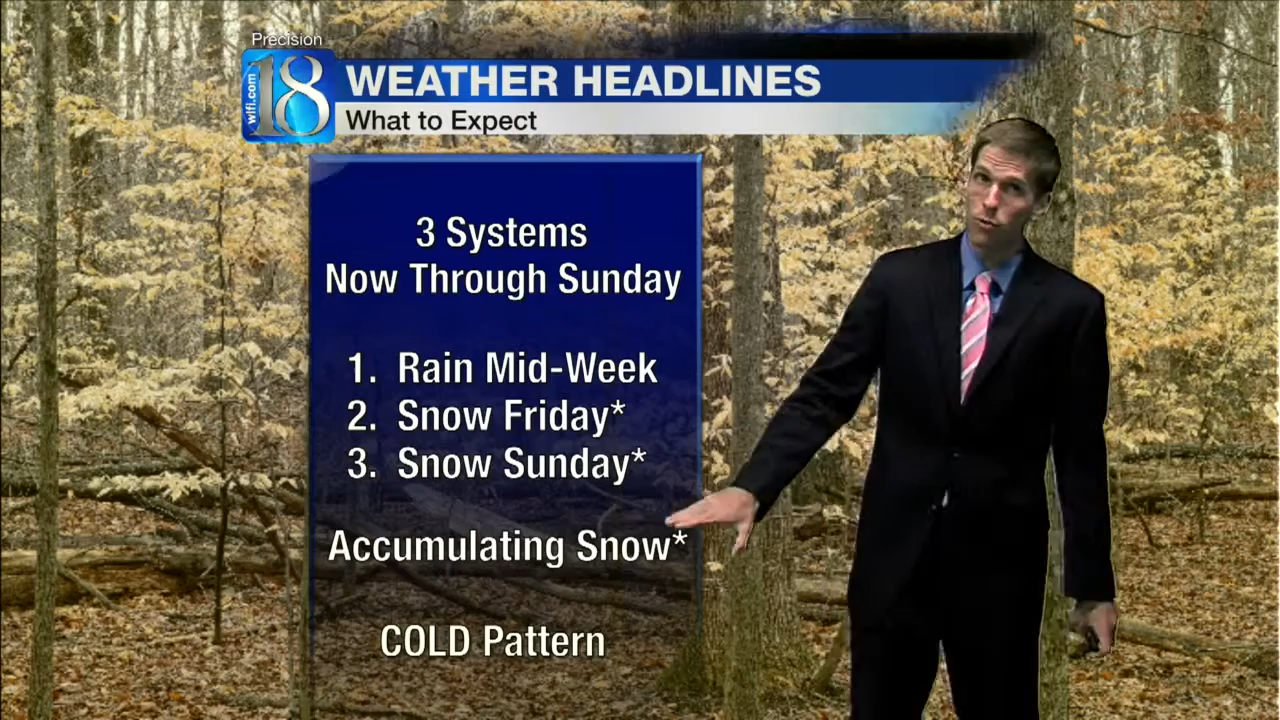 Precision
wlfi.com
18
WEATHER HEADLINES
What to Expect
3 Systems
Now Through Sunday
1. Rain Mid-Week
2. Snow Friday*
3. Snow Sunday*
Accumulating Snow*
COLD Pattern